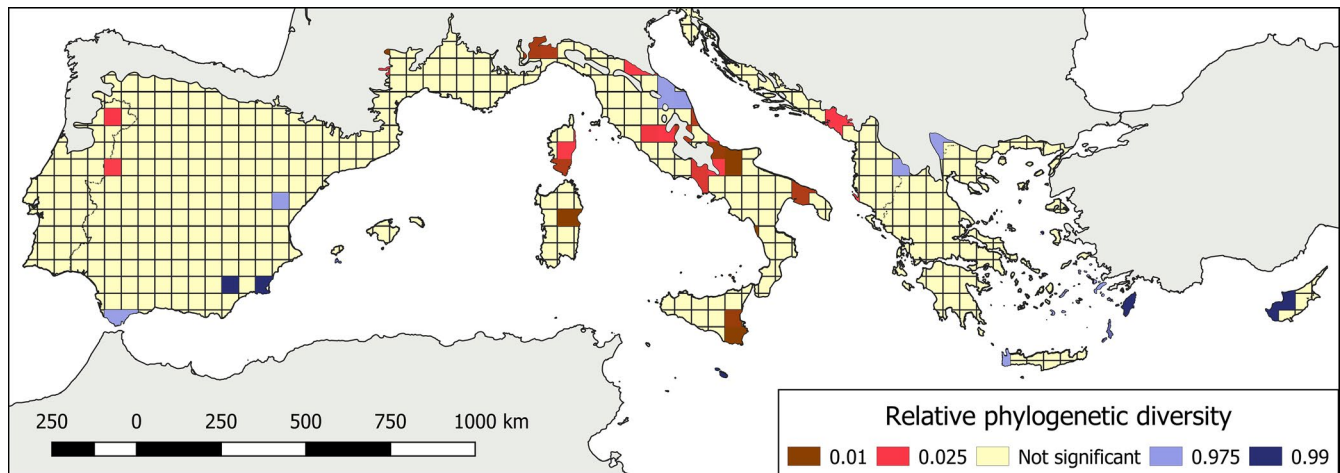 250 0 250 500 750 1000 km
Relative phylogenetic diversity
0.01 0.025 Not significant 0.975 0.99